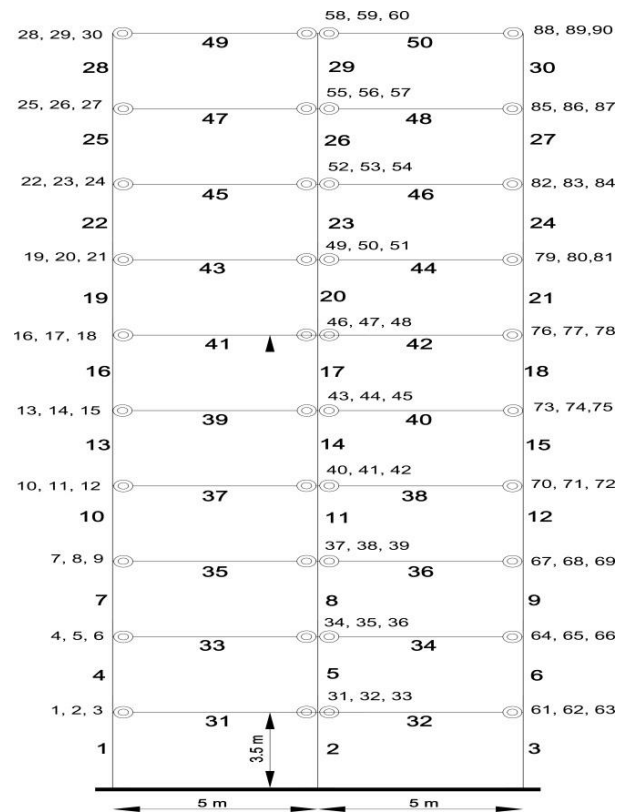 58, 59, 60
28, 29, 30 49 50 88, 89,90
28 29 30
55, 56, 57
25, 26, 27 47 48 85, 86, 87
25 26 27
52, 53, 54
22, 23, 24 45 46 82, 83, 84
22 23 24
49, 50, 51
19, 20, 21 43 44 79, 80,81
19 20 21
46, 47, 48
16, 17, 18 41 42 76, 77, 78
16 17 18
43, 44, 45
13, 14, 15 39 40 73, 74,75
13 14 15
40, 41, 42
10, 11, 12 37 38 70, 71, 72
10 11 12
37, 38, 39
7, 8, 9 35 36 67, 68, 69
7 8 9
34, 35, 36
4, 5, 6 33 34 64, 65, 66
4 5 6
31, 32, 33
1, 2, 3 31 32 61, 62, 63
1 3.5 m 2 3
5 m 5 m